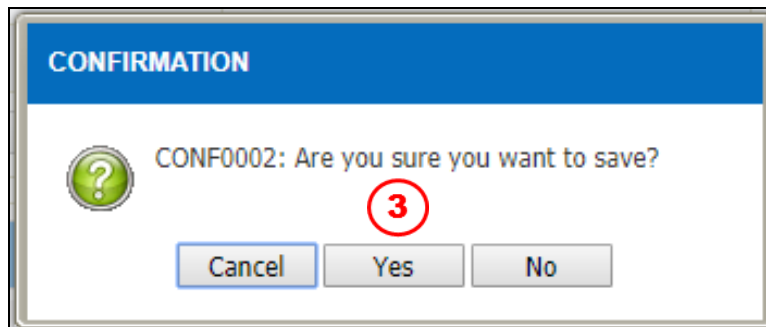 CONFIRMATION
CONF0002: Are you sure you want to save?
3
Cancel Yes No